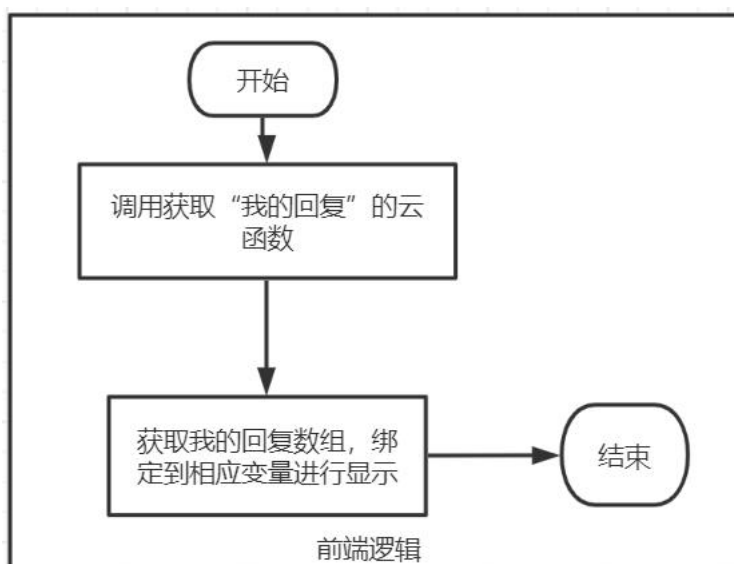 开始
调用获取“我的回复”的云
函数
获取我的回复数组，绑
定到相应变量进行显示
结束
前端逻辑